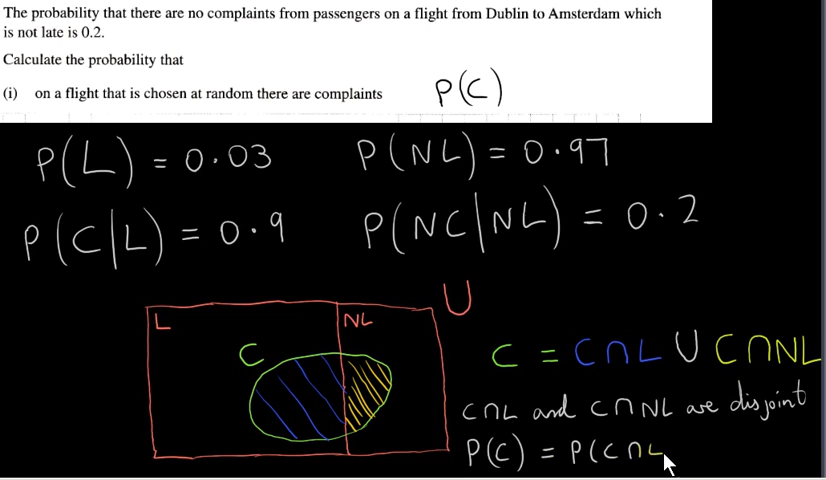 The probability that there are no complaints from passengers on a flight from Dublin to Amsterdam which
is not late is 0.2.
Calculate the probability that
(i) on a flight that is chosen at random there are complaints P(C)
P(L) = 0.03 P(NL) = 0.97
P(C|L) = 0.9 P(NC|NL) = 0.2
U
L NL
C
C = C∩L ∪ C∩NL
C∩L and C∩NL are disjoint
P(C) = P(C∩L